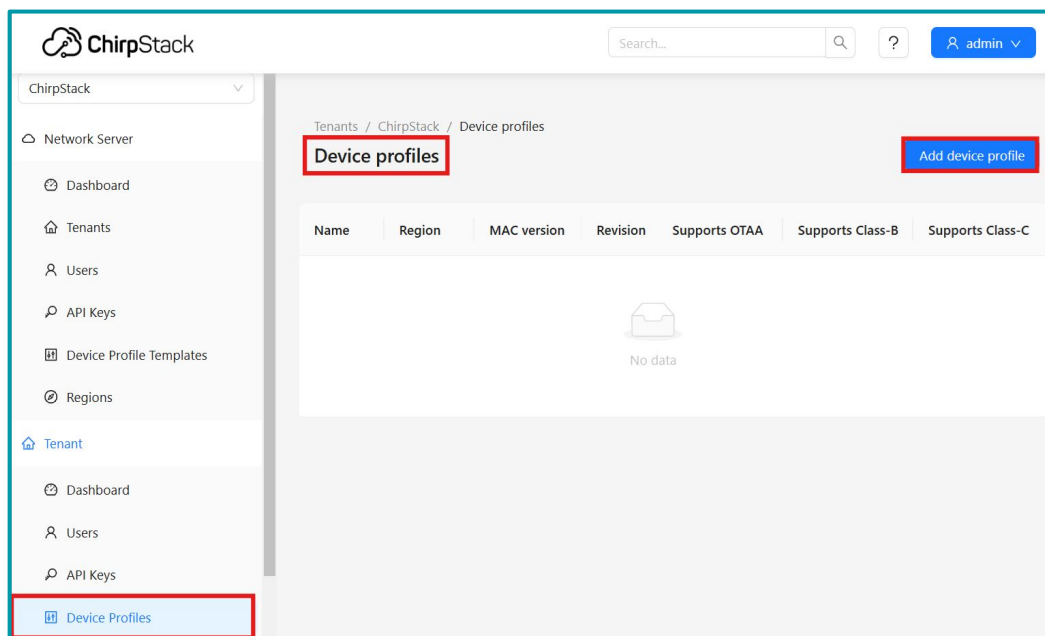 ChirpStack
Search...
?
admin
ChirpStack
Network Server
Dashboard
Tenants
Users
API Keys
Device Profile Templates
Regions
Tenant
Dashboard
Users
API Keys
Device Profiles
Tenants / ChirpStack / Device profiles
Device profiles
Add device profile
Name Region MAC version Revision Supports OTAA Supports Class-B Supports Class-C
No data